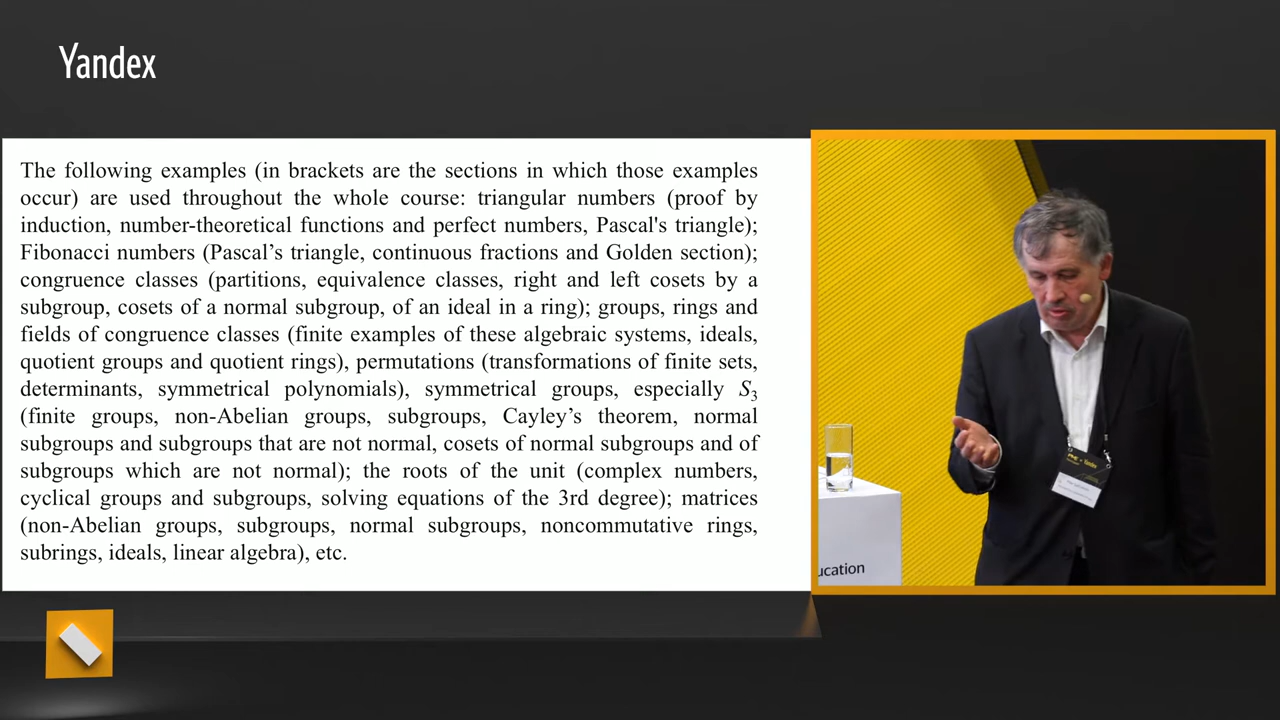 Yandex
The following examples (in brackets are the sections in which those examples
occur) are used throughout the whole course: triangular numbers (proof by
induction, number-theoretical functions and perfect numbers, Pascal's triangle);
Fibonacci numbers (Pascal’s triangle, continuous fractions and Golden section);
congruence classes (partitions, equivalence classes, right and left cosets by a
subgroup, cosets of a normal subgroup, of an ideal in a ring); groups, rings and
fields of congruence classes (finite examples of these algebraic systems, ideals,
quotient groups and quotient rings), permutations (transformations of finite sets,
determinants, symmetrical polynomials), symmetrical groups, especially S₃
(finite groups, non-Abelian groups, subgroups, Cayley’s theorem, normal
subgroups and subgroups that are not normal, cosets of normal subgroups and of
subgroups which are not normal); the roots of the unit (complex numbers,
cyclical groups and subgroups, solving equations of the 3rd degree); matrices
(non-Abelian groups, subgroups, normal subgroups, noncommutative rings,
subrings, ideals, linear algebra), etc.
ucation